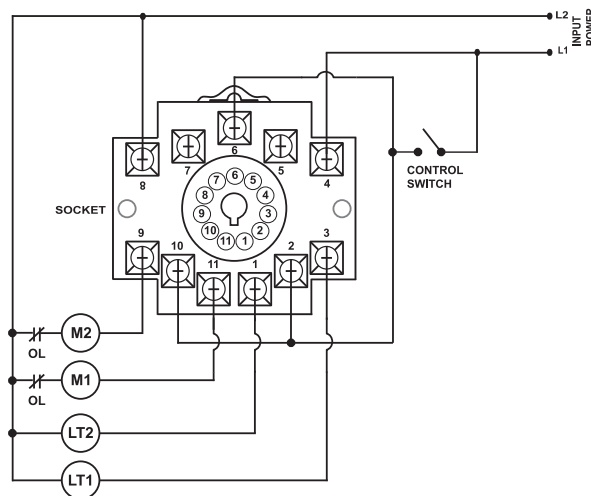 L2
L1
INPUT
POWER
6
7
5
8
4
CONTROL
SWITCH
6
7
5
8
4
9
3
10
2
11
1
SOCKET
9
10
11
1
2
3
M2
OL
M1
OL
LT2
LT1